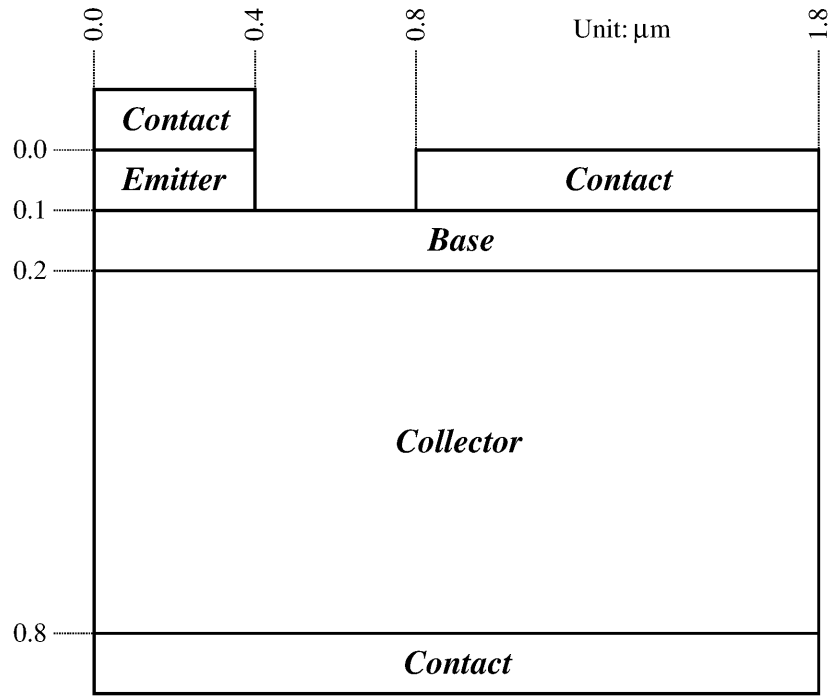 0.0 0.4 0.8 Unit: μm 1.8
Contact
0.0
Emitter Contact
0.1
Base
0.2
Collector
0.8
Contact